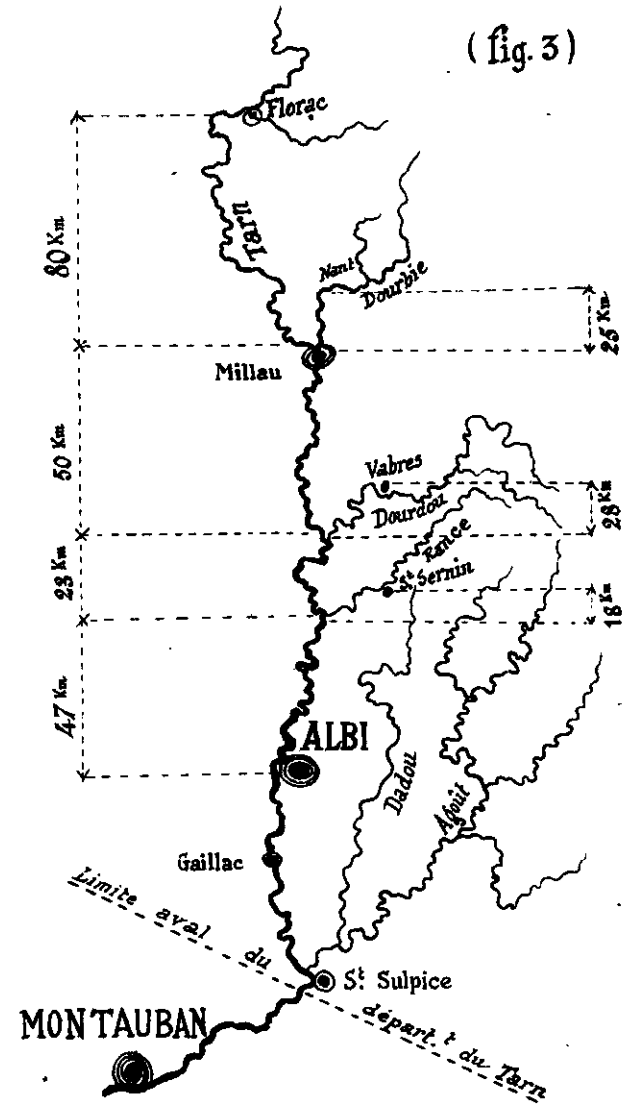 (fig. 3)
Florac
Tarn
80 Km
Nant
Dourbie
25 Km
Millau
50 Km
Vabres
Dourdou
28 Km
Rance
St Sernin
23 Km
18 Km
47 Km
ALBI
Dadou
Agoût
Gaillac
Limite aval du départ.t du Tarn
St. Sulpice
MONTAUBAN